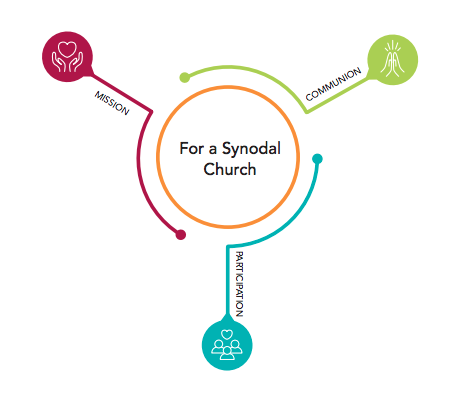 COMMUNION
MISSION
For a Synodal
Church
PARTICIPATION